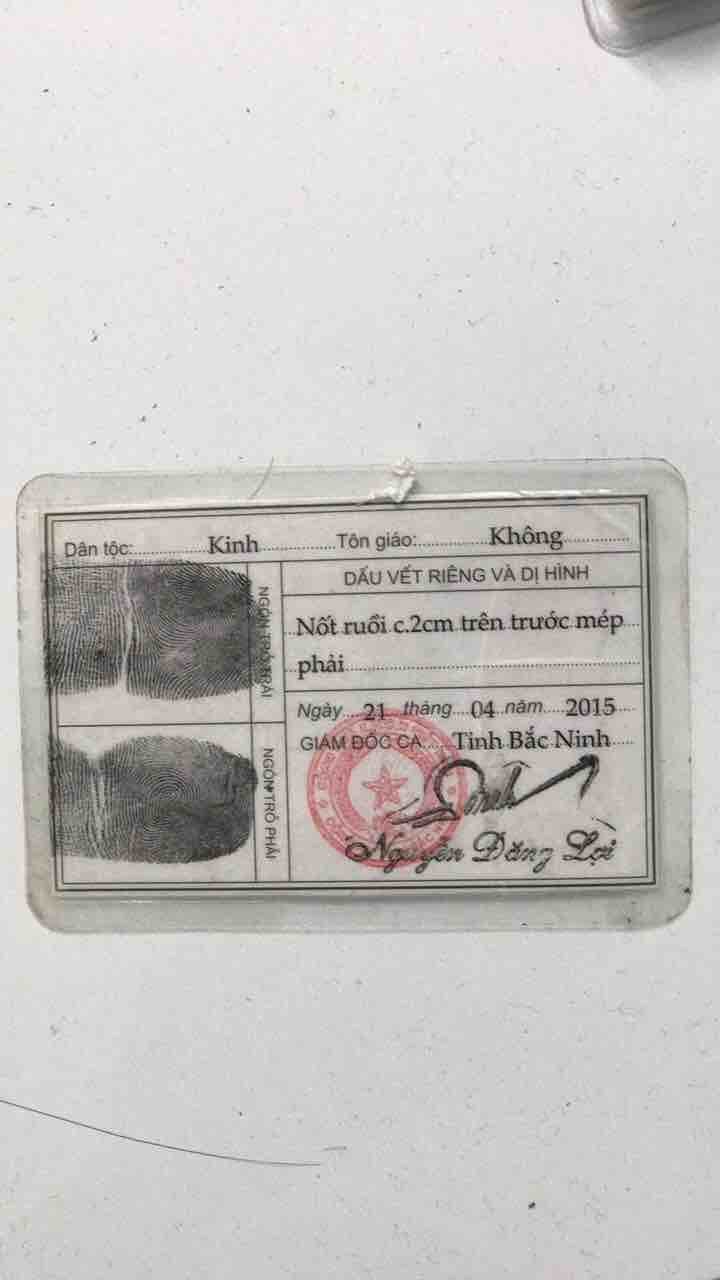 Dân tộc: Kinh Tôn giáo: Không
NGÓN TRỎ TRÁI
DẤU VẾT RIÊNG VÀ DỊ HÌNH
Nốt ruồi c.2cm trên trước mép
phải
Ngày 21 tháng 04 năm 2015
GIÁM ĐỐC CA Tỉnh Bắc Ninh
NGÓN TRỎ PHẢI
Nguyễn Đăng Lợi